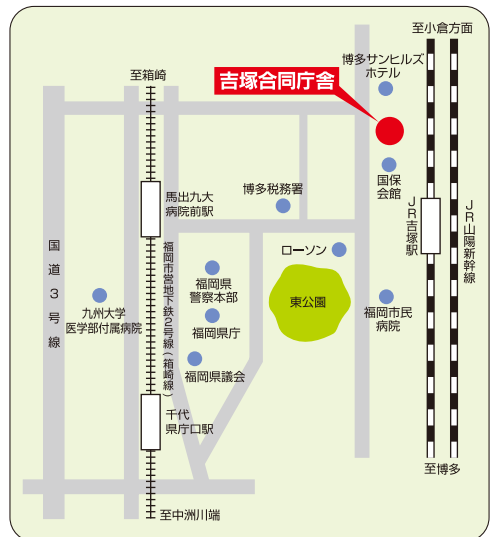 至小倉方面
博多サンヒルズ
ホテル
至箱崎
吉塚合同庁舎
国保
会館
馬出九大
病院前駅
博多税務署
JR吉塚駅
JR山陽新幹線
国道3号線
福岡市営地下鉄2号線(箱崎線)
ローソン
福岡県
警察本部
東公園
九州大学
医学部付属病院
福岡県庁
福岡市民
病院
福岡県議会
千代
県庁口駅
至博多
至中洲川端